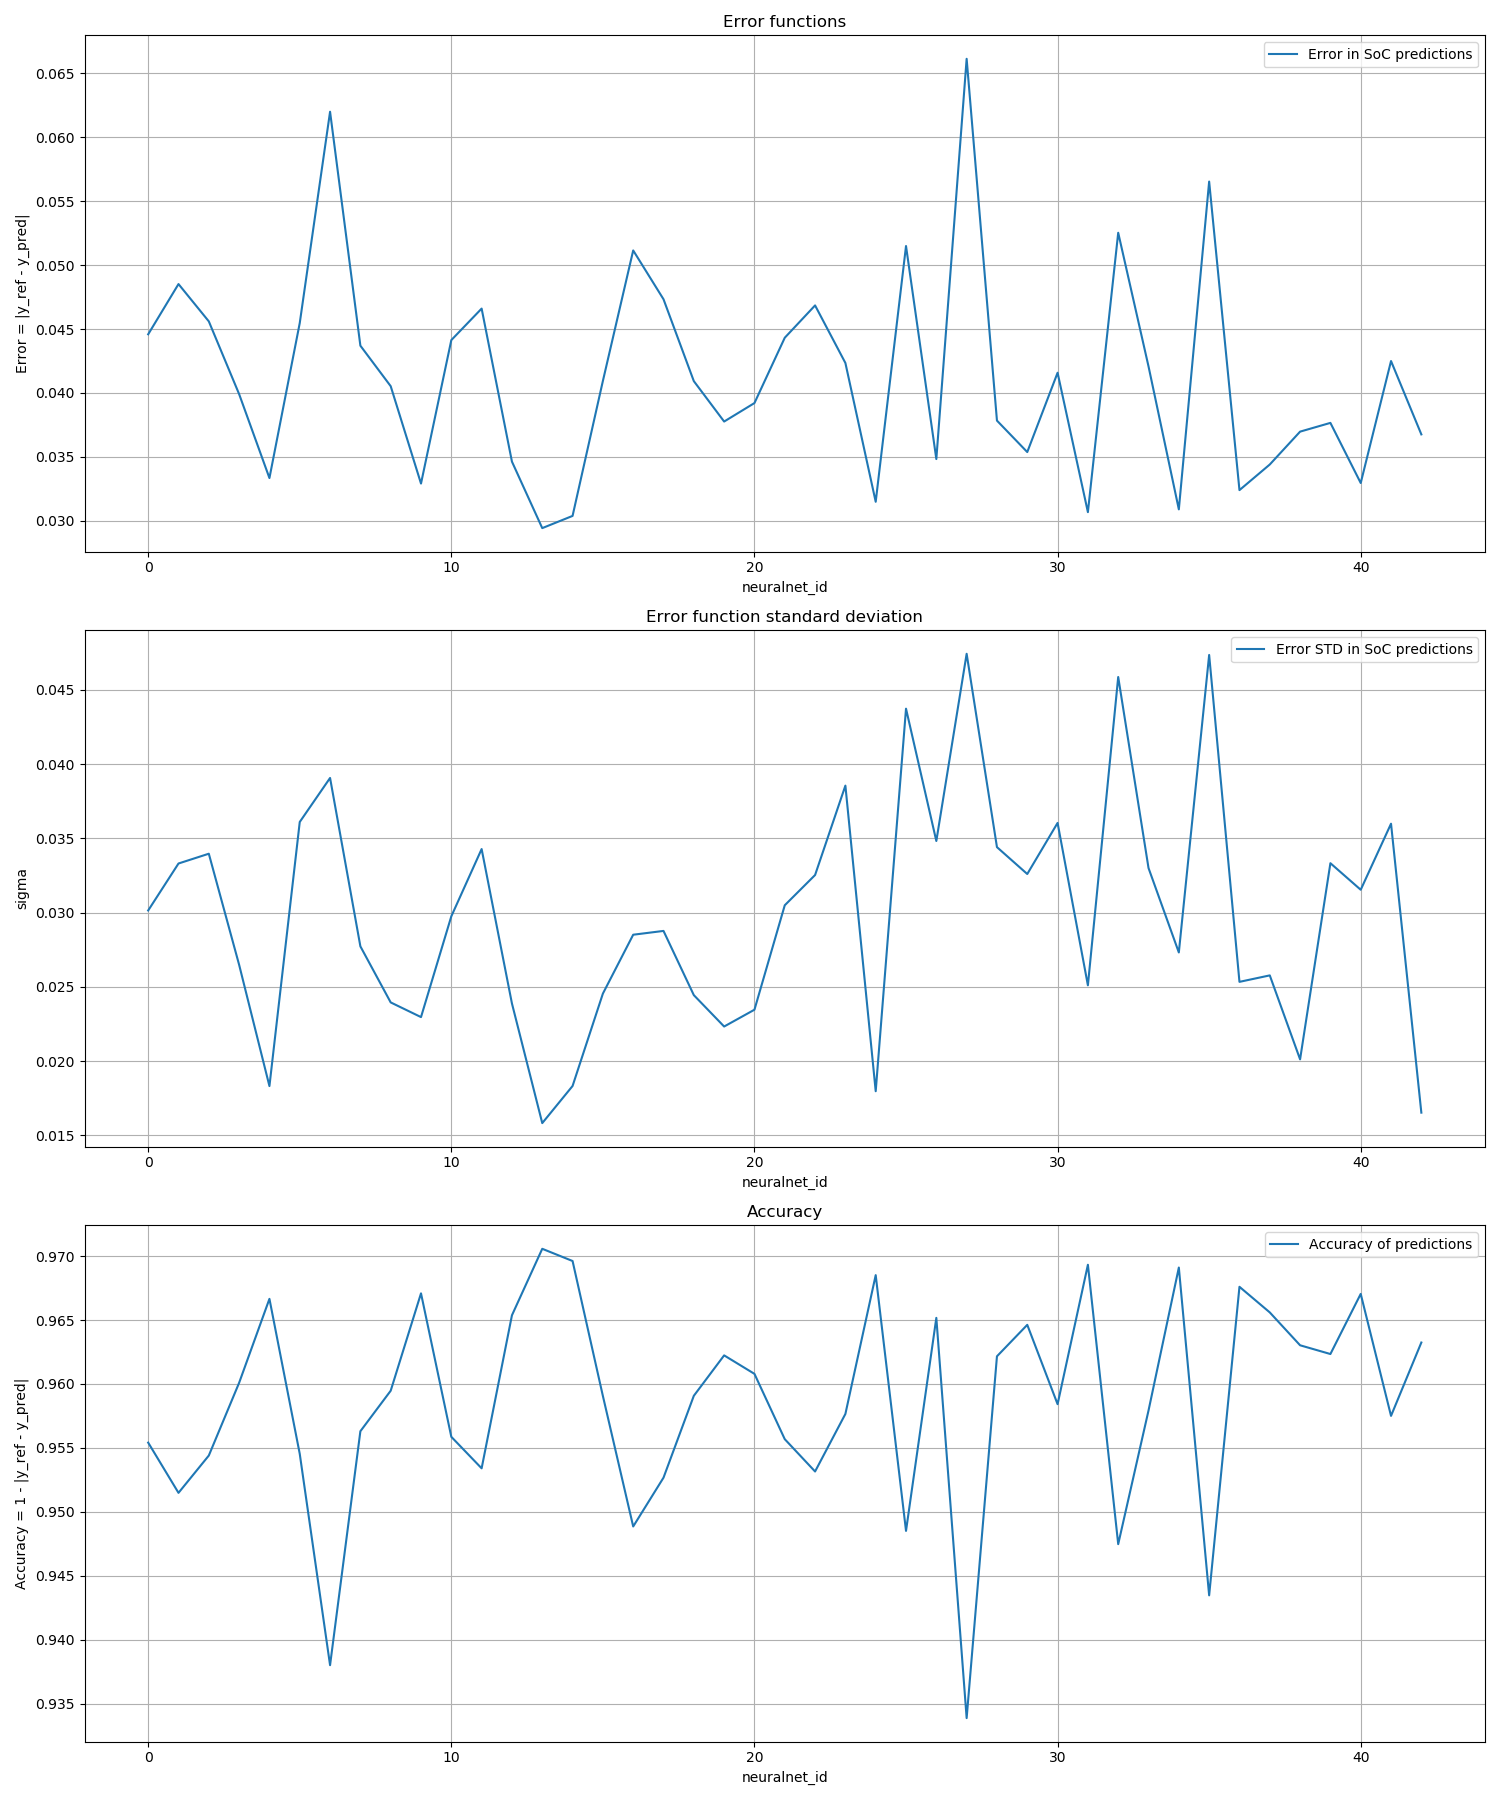 Error functions
Error in SoC predictions
0.065
0.060
0.055
0.050
0.045
0.040
0.035
0.030
Error = |y_ref - y_pred|
0 10 20 30 40
neuralnet_id
Error function standard deviation
Error STD in SoC predictions
0.045
0.040
0.035
0.030
0.025
0.020
0.015
sigma
0 10 20 30 40
neuralnet_id
Accuracy
Accuracy of predictions
0.970
0.965
0.960
0.955
0.950
0.945
0.940
0.935
Accuracy = 1 - |y_ref - y_pred|
0 10 20 30 40
neuralnet_id